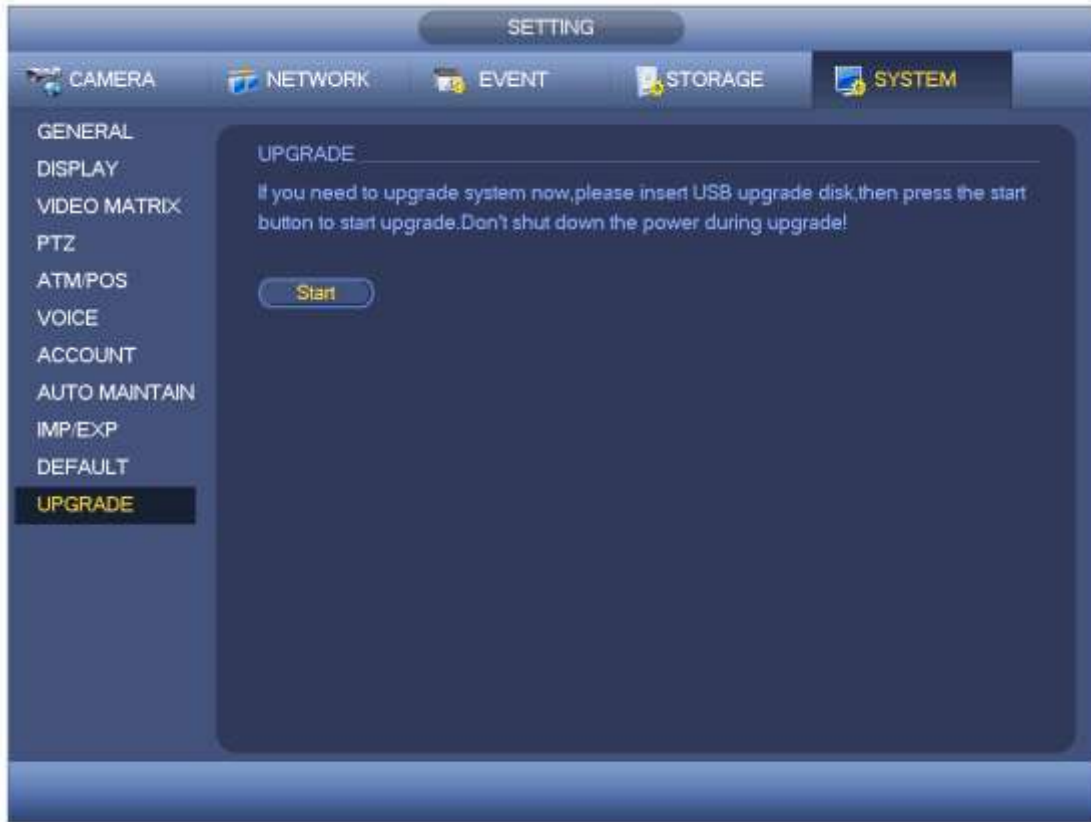 SETTING
CAMERA NETWORK EVENT STORAGE SYSTEM
GENERAL
DISPLAY
VIDEO MATRIX
PTZ
ATM/POS
VOICE
ACCOUNT
AUTO MAINTAIN
IMP/EXP
DEFAULT
UPGRADE
UPGRADE
If you need to upgrade system now,please insert USB upgrade disk,then press the start
button to start upgrade.Don't shut down the power during upgrade!
Start